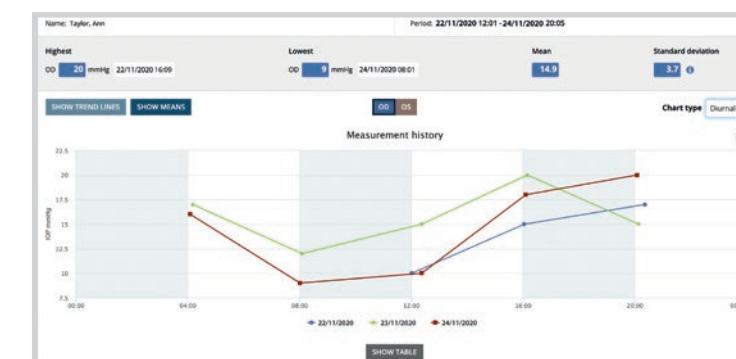 Name: Taylor, Ann Period: 22/11/2020 12:01 - 24/11/2020 20:05
Highest Lowest Mean Standard deviation
OD 20 mmHg 22/11/2020 16:09 OD 9 mmHg 24/11/2020 08:01 14.9 3.7
SHOW TREND LINES SHOW MEANS OD OS Chart type Diurnal
Measurement history
22.5
20
17.5
15
12.5
10
7.5
IOP mmHg
00:00 04:00 08:00 12:00 16:00 20:00
22/11/2020 23/11/2020 24/11/2020
SHOW TABLE